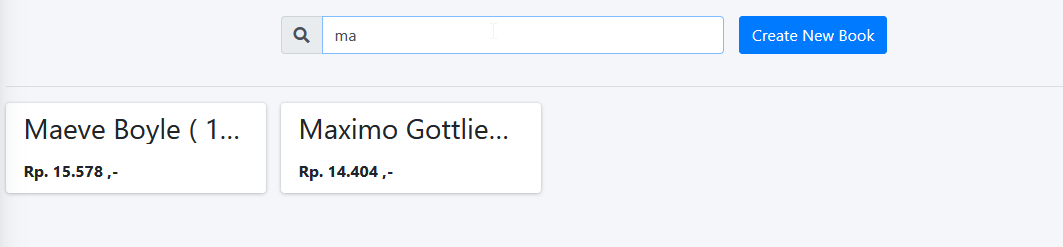 ma
Create New Book
Maeve Boyle ( 1...
Rp. 15.578 ,-
Maximo Gottlie...
Rp. 14.404 ,-